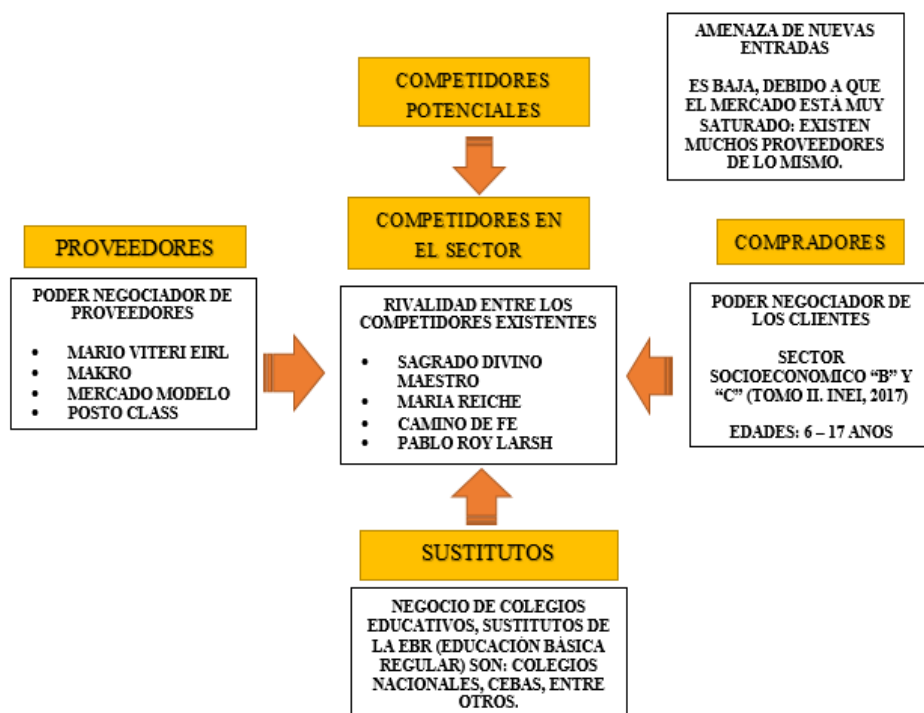 COMPETIDORES
POTENCIALES
AMENAZA DE NUEVAS
ENTRADAS
ES BAJA, DEBIDO A QUE
EL MERCADO ESTÁ MUY
SATURADO: EXISTEN
MUCHOS PROVEEDORES
DE LO MISMO.
PROVEEDORES
PODER NEGOCIADOR DE
PROVEEDORES
• MARIO VITERI EIRL
• MAKRO
• MERCADO MODELO
• POSTO CLASS
COMPETIDORES EN
EL SECTOR
RIVALIDAD ENTRE LOS
COMPETIDORES EXISTENTES
• SAGRADO DIVINO
MAESTRO
• MARIA REICHE
• CAMINO DE FE
• PABLO ROY LARSH
COMPRADORES
PODER NEGOCIADOR DE
LOS CLIENTES
SECTOR
SOCIOECONOMICO “B” Y
“C” (TOMO II. INEI, 2017)
EDADES: 6 – 17 ANOS
SUSTITUTOS
NEGOCIO DE COLEGIOS
EDUCATIVOS, SUSTITUTOS DE
LA EBR (EDUCACIÓN BÁSICA
REGULAR) SON: COLEGIOS
NACIONALES, CEBAS, ENTRE
OTROS.